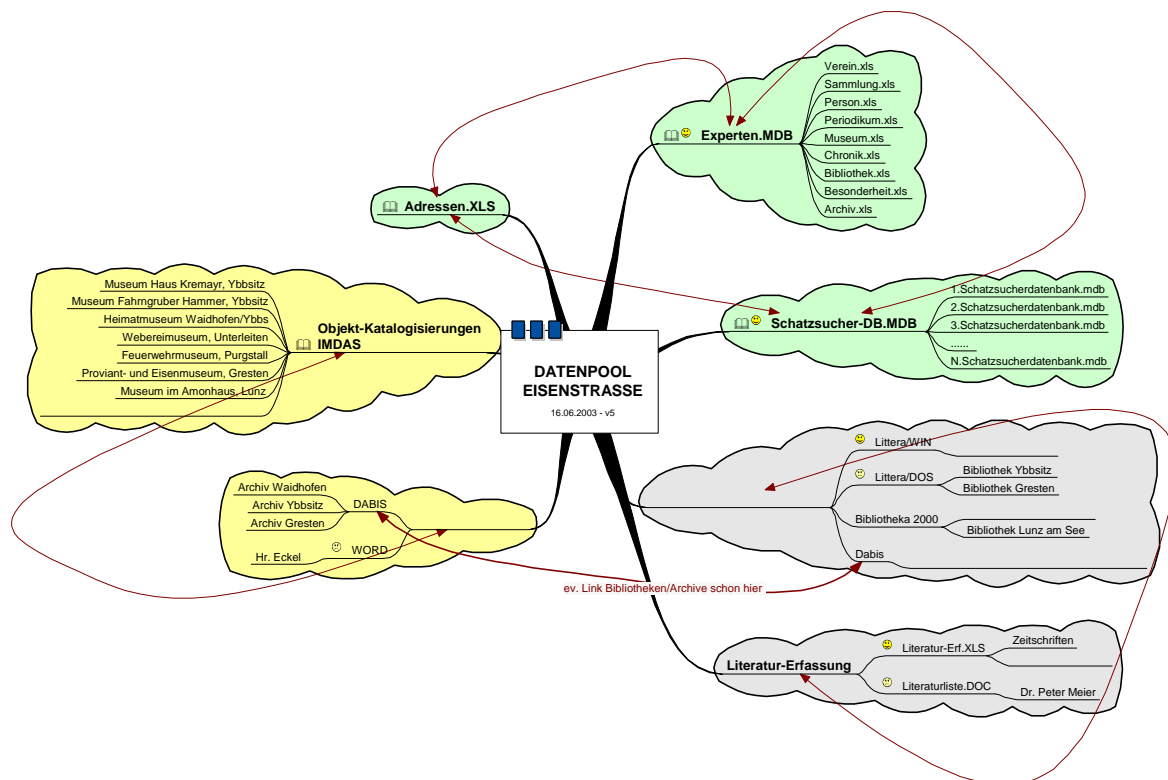 DATENPOOL
EISENSTRASSE
16.06.2003 - v5
Experten.MDB
Verein.xls
Sammlung.xls
Person.xls
Periodikum.xls
Museum.xls
Chronik.xls
Bibliothek.xls
Besonderheit.xls
Archiv.xls
Adressen.XLS
Schatzsucher-DB.MDB
1.Schatzsucherdatenbank.mdb
2.Schatzsucherdatenbank.mdb
3.Schatzsucherdatenbank.mdb
......
N.Schatzsucherdatenbank.mdb
Objekt-Katalogisierungen
IMDAS
Museum Haus Kremayr, Ybbsitz
Museum Fahrngruber Hammer, Ybbsitz
Heimatmuseum Waidhofen/Ybbs
Webereimuseum, Unterleiten
Feuerwehrmuseum, Purgstall
Proviant- und Eisenmuseum, Gresten
Museum im Amonhaus, Lunz
Littera/WIN
Littera/DOS
Bibliothek Ybbsitz
Bibliothek Gresten
Bibliotheka 2000
Bibliothek Lunz am See
Dabis
DABIS
Archiv Waidhofen
Archiv Ybbsitz
Archiv Gresten
WORD
Hr. Eckel
ev. Link Bibliotheken/Archive schon hier
Literatur-Erfassung
Literatur-Erf.XLS
Zeitschriften
Literaturliste.DOC
Dr. Peter Meier